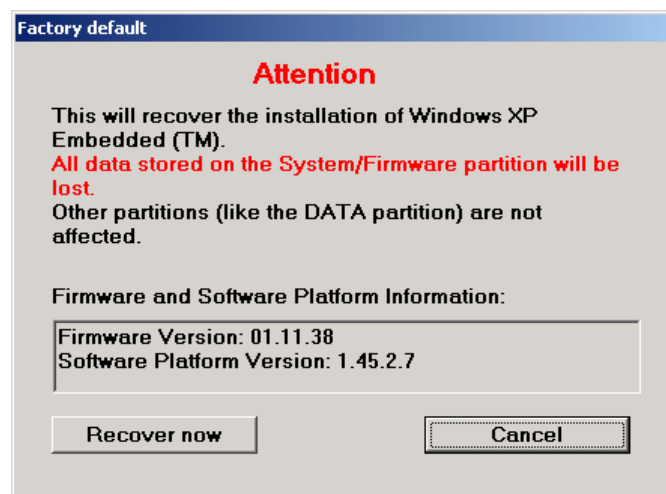 Factory default
Attention
This will recover the installation of Windows XP
Embedded (TM).
All data stored on the System/Firmware partition will be
lost.
Other partitions (like the DATA partition) are not
affected.
Firmware and Software Platform Information:
Firmware Version: 01.11.38
Software Platform Version: 1.45.2.7
Recover now
Cancel